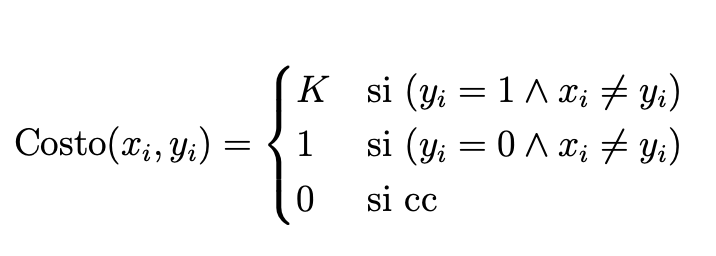 Costo(xᵢ, yᵢ) =
K si (yᵢ = 1 ∧ xᵢ ≠ yᵢ)
1 si (yᵢ = 0 ∧ xᵢ ≠ yᵢ)
0 si cc